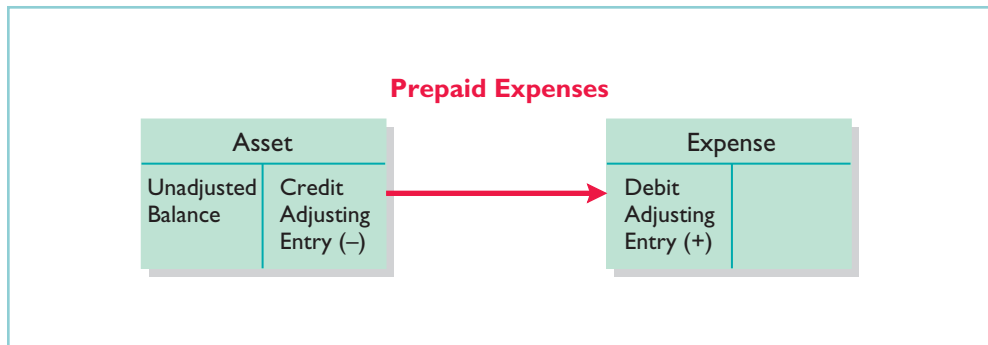 Prepaid Expenses
Asset
Unadjusted
Balance
Credit
Adjusting
Entry (–)
Expense
Debit
Adjusting
Entry (+)